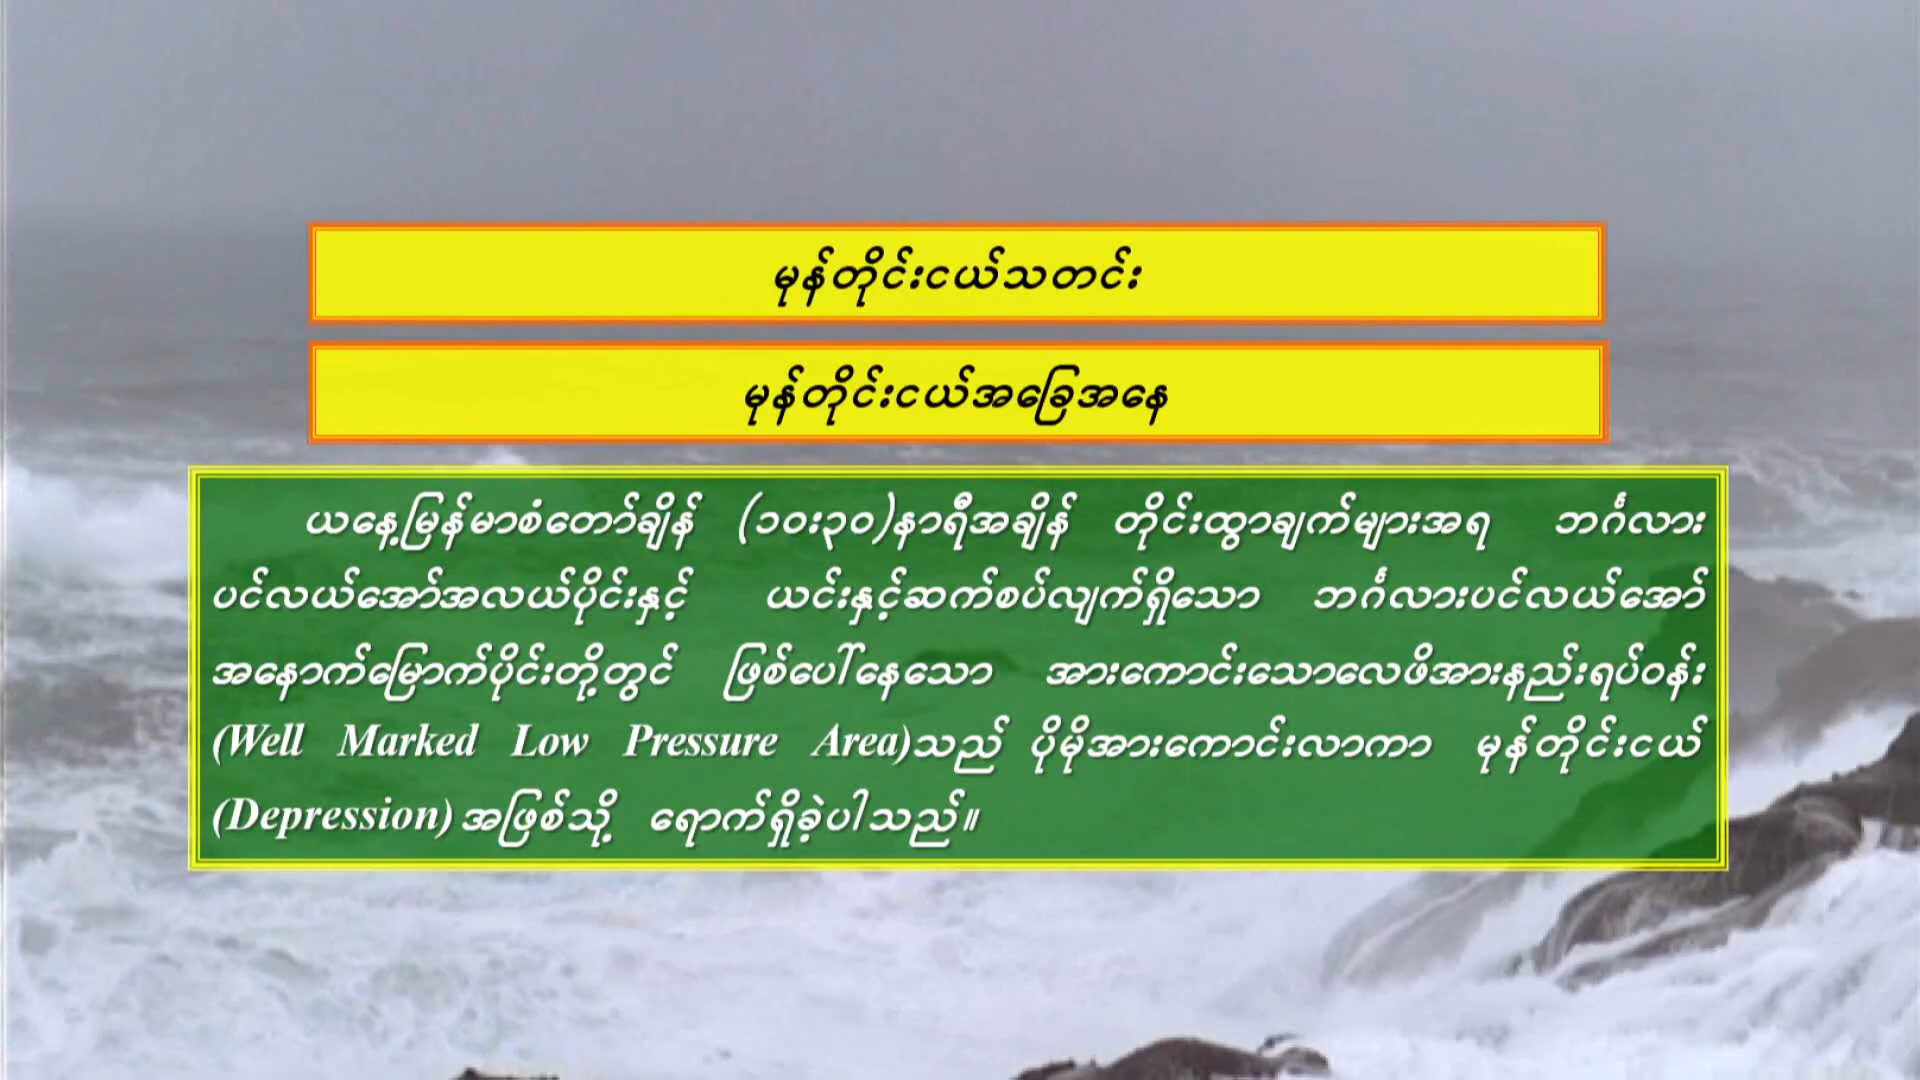 မုန်တိုင်းငယ်သတင်း
မုန်တိုင်းငယ်အခြေအနေ
ယနေ့မြန်မာစံတော်ချိန် (၁၀း၃၀)နာရီအချိန် တိုင်းထွာချက်များအရ ဘင်္ဂလား
ပင်လယ်အော်အလယ်ပိုင်းနှင့် ယင်းနှင့်ဆက်စပ်လျက်ရှိသော ဘင်္ဂလားပင်လယ်အော်
အနောက်မြောက်ပိုင်းတို့တွင် ဖြစ်ပေါ်နေသော အားကောင်းသောလေဖိအားနည်းရပ်ဝန်း
(Well Marked Low Pressure Area)သည် ပိုမိုအားကောင်းလာကာ မုန်တိုင်းငယ်
(Depression)အဖြစ်သို့ ရောက်ရှိခဲ့ပါသည်။